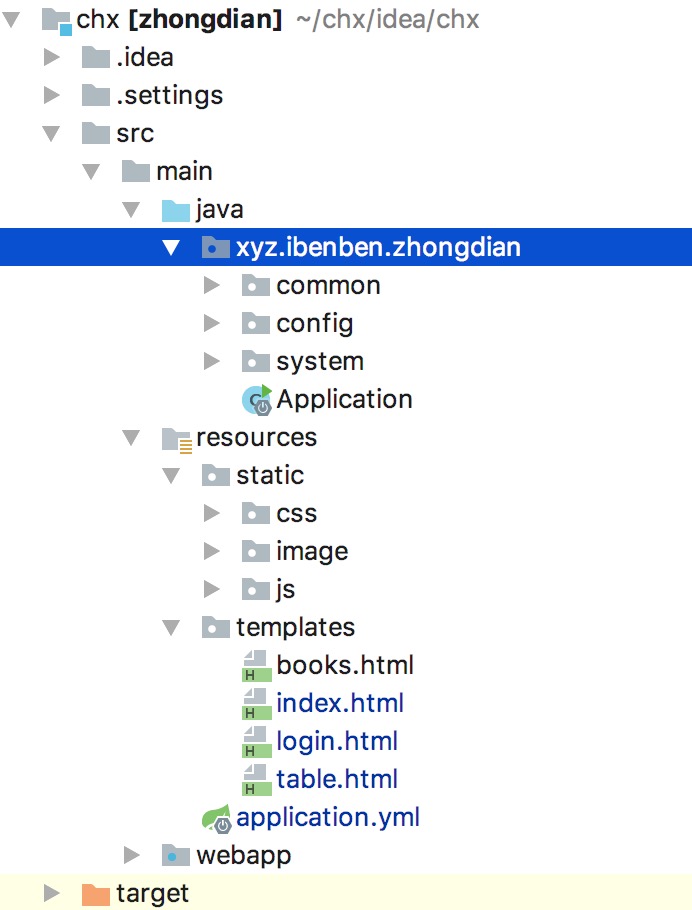 chx [zhongdian] ~/chx/idea/chx
.idea
.settings
src
main
java
xyz.ibenben.zhongdian
common
config
system
C Application
resources
static
css
image
js
templates
H books.html
H index.html
H login.html
H table.html
application.yml
webapp
target